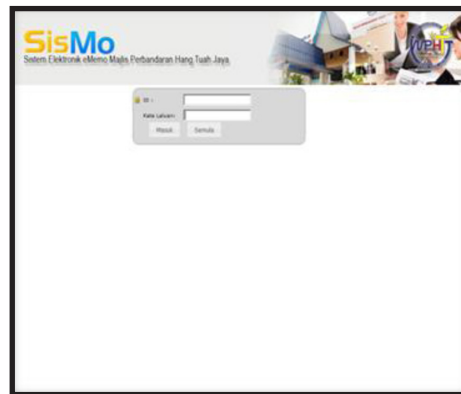 SisMo
Sistem Elektronik eMemo Majlis Perbandaran Hang Tuah Jaya
ID :
Kata Laluan:
Masuk Semula
MPHTJ